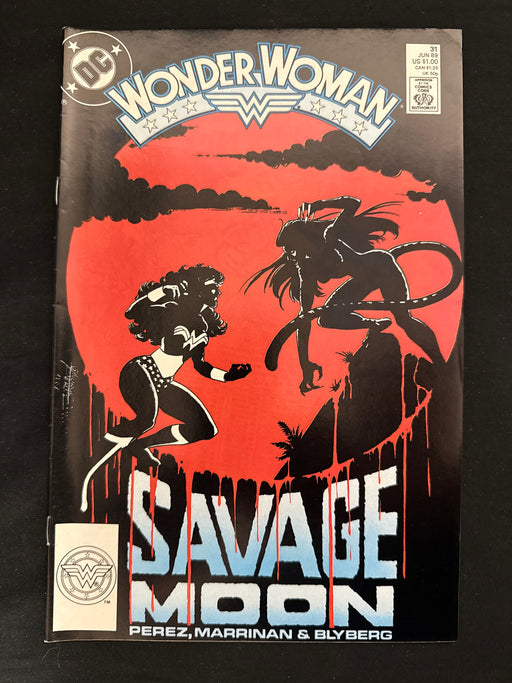 DC
WONDER WOMAN
31
JUN 89
US $1.00
CAN $1.25
UK 50p
APPROVED
BY THE
COMICS
CODE
AUTHORITY
SAVAGE
MOON
PEREZ, MARRINAN & BLYBERG
TM